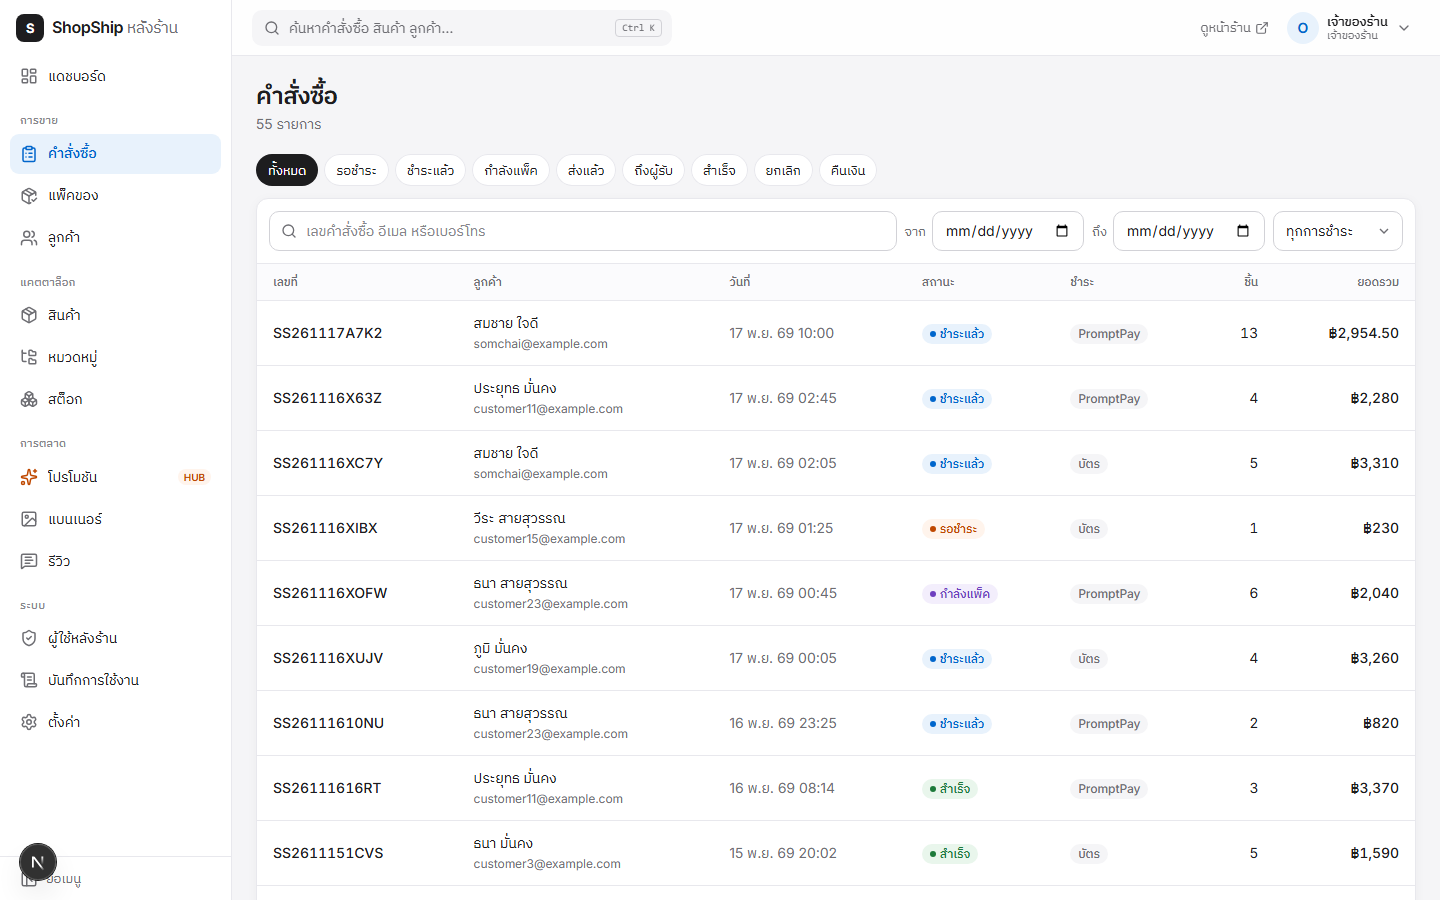 S ShopShip หลังร้าน
ค้นหาคำสั่งซื้อ สินค้า ลูกค้า... Ctrl K
ดูหน้าร้าน
O
เจ้าของร้าน
เจ้าของร้าน
แดชบอร์ด
การขาย
คำสั่งซื้อ
แพ็คของ
ลูกค้า
แคตตาล็อก
สินค้า
หมวดหมู่
สต็อก
การตลาด
โปรโมชัน HUB
แบนเนอร์
รีวิว
ระบบ
ผู้ใช้หลังร้าน
บันทึกการใช้งาน
ตั้งค่า
N
ย่อเมนู
คำสั่งซื้อ
55 รายการ
ทั้งหมด รอชำระ ชำระแล้ว กำลังแพ็ค ส่งแล้ว ถึงผู้รับ สำเร็จ ยกเลิก คืนเงิน
เลขคำสั่งซื้อ อีเมล หรือเบอร์โทร จาก mm/dd/yyyy ถึง mm/dd/yyyy ทุกการชำระ
เลขที่ ลูกค้า วันที่ สถานะ ชำระ ชิ้น ยอดรวม
SS261117A7K2 สมชาย ใจดี 17 พ.ย. 69 10:00 ชำระแล้ว PromptPay 13 ฿2,954.50
somchai@example.com
SS261116X63Z ประยุทธ มั่นคง 17 พ.ย. 69 02:45 ชำระแล้ว PromptPay 4 ฿2,280
customer11@example.com
SS261116XC7Y สมชาย ใจดี 17 พ.ย. 69 02:05 ชำระแล้ว บัตร 5 ฿3,310
somchai@example.com
SS261116XIBX วีระ สายสุวรรณ 17 พ.ย. 69 01:25 รอชำระ บัตร 1 ฿230
customer15@example.com
SS261116XOFW ธนา สายสุวรรณ 17 พ.ย. 69 00:45 กำลังแพ็ค PromptPay 6 ฿2,040
customer23@example.com
SS261116XUJV ภูมิ มั่นคง 17 พ.ย. 69 00:05 ชำระแล้ว บัตร 4 ฿3,260
customer19@example.com
SS26111610NU ธนา สายสุวรรณ 16 พ.ย. 69 23:25 ชำระแล้ว PromptPay 2 ฿820
customer23@example.com
SS26111616RT ประยุทธ มั่นคง 16 พ.ย. 69 08:14 สำเร็จ PromptPay 3 ฿3,370
customer11@example.com
SS2611151CVS ธนา มั่นคง 15 พ.ย. 69 20:02 สำเร็จ บัตร 5 ฿1,590
customer3@example.com